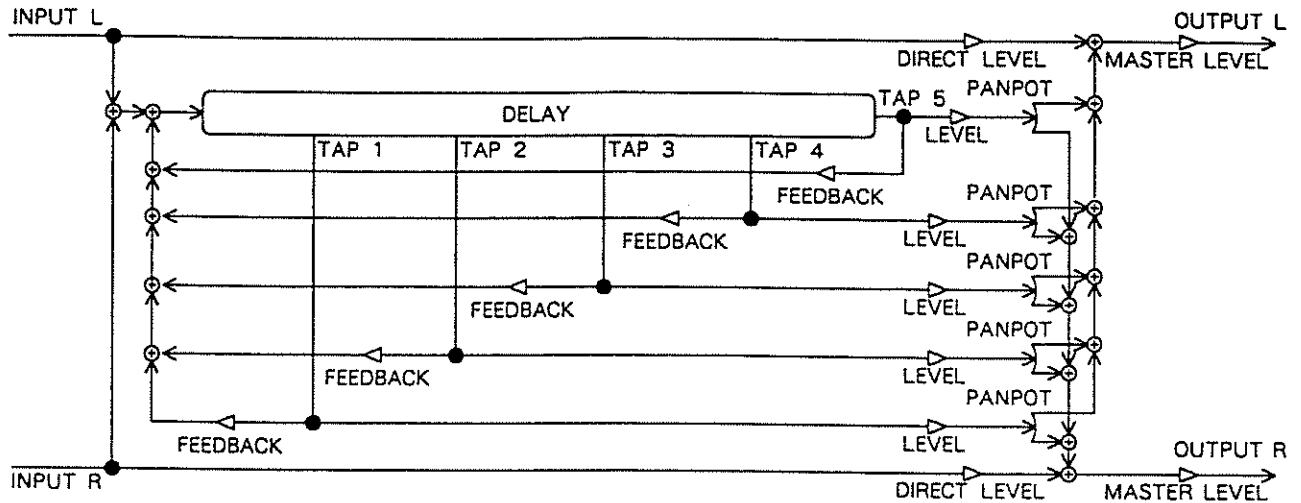 INPUT L
OUTPUT L
DIRECT LEVEL
MASTER LEVEL
TAP 5
PANPOT
DELAY
LEVEL
TAP 1
TAP 2
TAP 3
TAP 4
FEEDBACK
PANPOT
FEEDBACK
LEVEL
PANPOT
FEEDBACK
LEVEL
PANPOT
FEEDBACK
LEVEL
PANPOT
FEEDBACK
LEVEL
OUTPUT R
INPUT R
DIRECT LEVEL
MASTER LEVEL